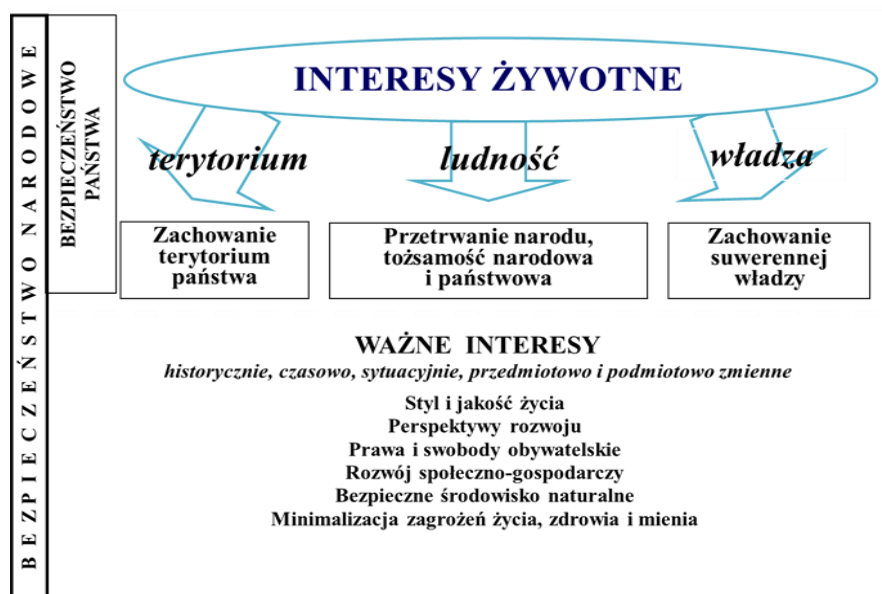 BEZPIECZEŃSTWO NARODOWE
BEZPIECZEŃSTWO
PAŃSTWA
INTERESY ŻYWOTNE
terytorium
ludność
władza
Zachowanie
terytorium
państwa
Przetrwanie narodu,
tożsamość narodowa
i państwowa
Zachowanie
suwerennej
władzy
WAŻNE INTERESY
historycznie, czasowo, sytuacyjnie, przedmiotowo i podmiotowo zmienne
Styl i jakość życia
Perspektywy rozwoju
Prawa i swobody obywatelskie
Rozwój społeczno-gospodarczy
Bezpieczne środowisko naturalne
Minimalizacja zagrożeń życia, zdrowia i mienia